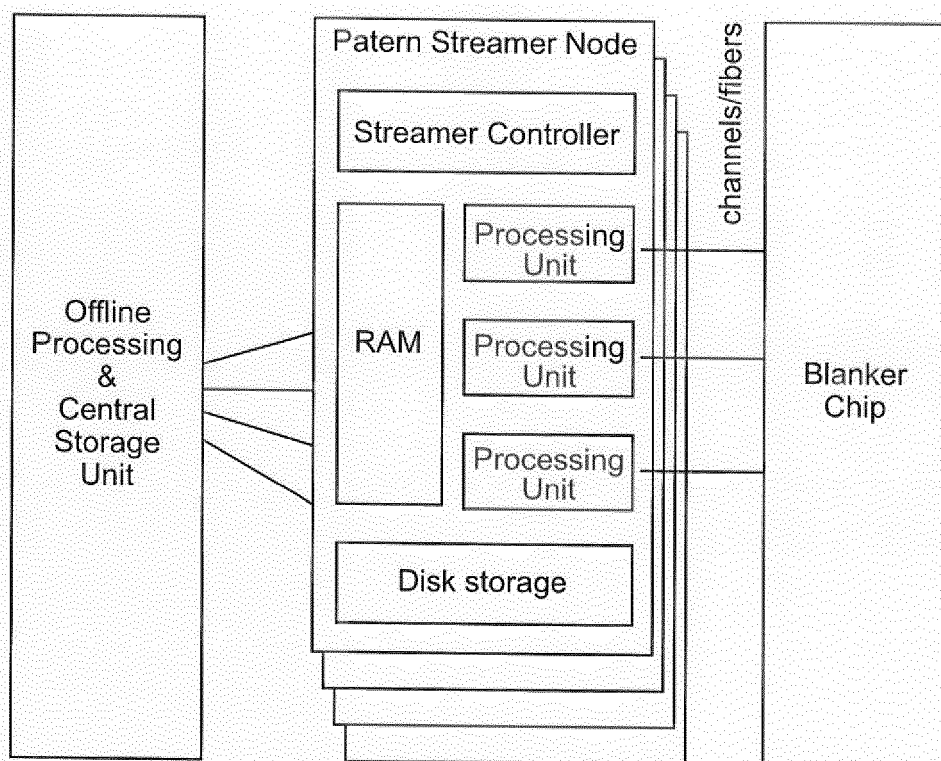 Patern Streamer Node
Streamer Controller
channels/fibers
Offline
Processing
&
Central
Storage
Unit
RAM
Processing
Unit
Processing
Unit
Processing
Unit
Blanker
Chip
Disk storage